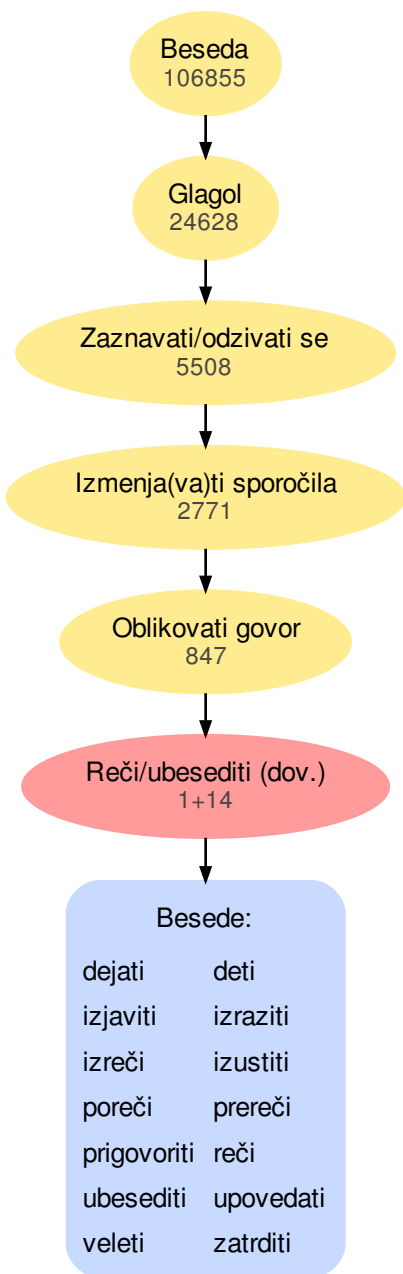 Beseda
106855
Glagol
24628
Zaznavati/odzivati se
5508
Izmenja(va)ti sporočila
2771
Oblikovati govor
847
Reči/ubesediti (dov.)
1+14
Besede:
dejati deti
izjaviti izraziti
izreči izustiti
poreči prereči
prigovoriti reči
ubesediti upovedati
veleti zatrditi